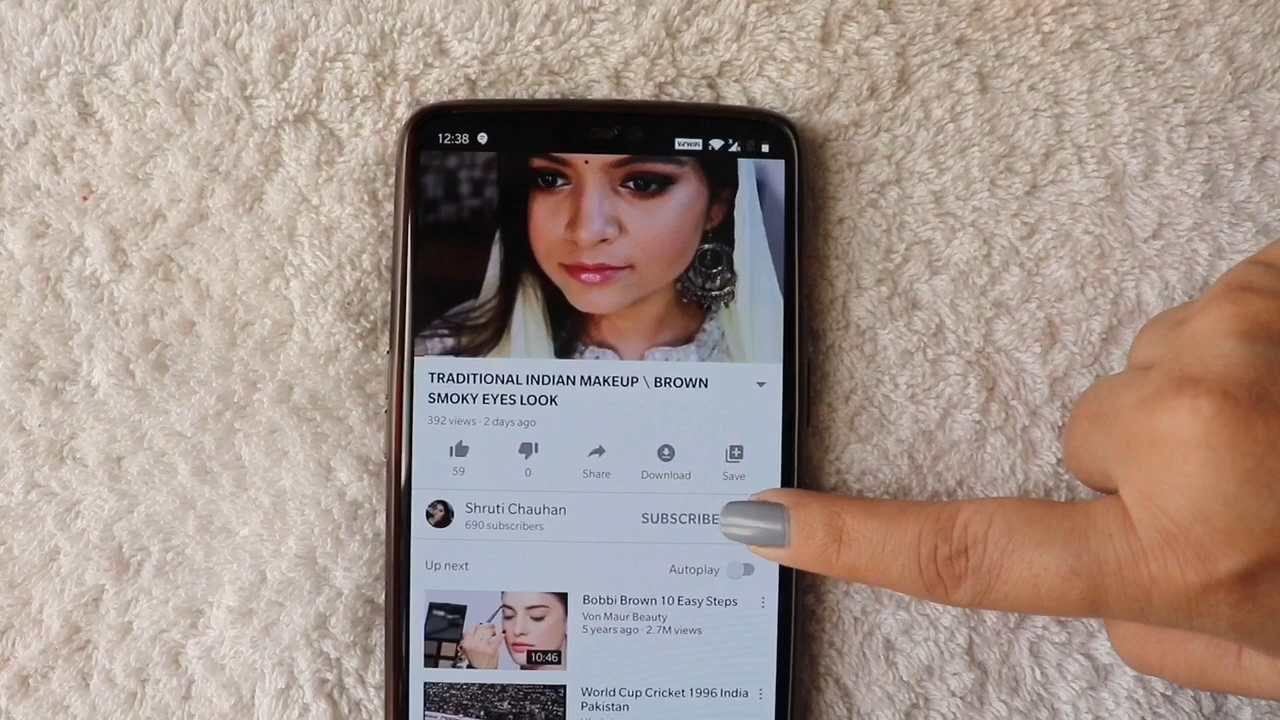 12:38
VoWiFi
TRADITIONAL INDIAN MAKEUP \ BROWN
SMOKY EYES LOOK
392 views · 2 days ago
59
0
Share
Download
Save
Shruti Chauhan
690 subscribers
SUBSCRIBE
Up next
Autoplay
Bobbi Brown 10 Easy Steps
Von Maur Beauty
5 years ago · 2.7M views
10:46
World Cup Cricket 1996 India
Pakistan